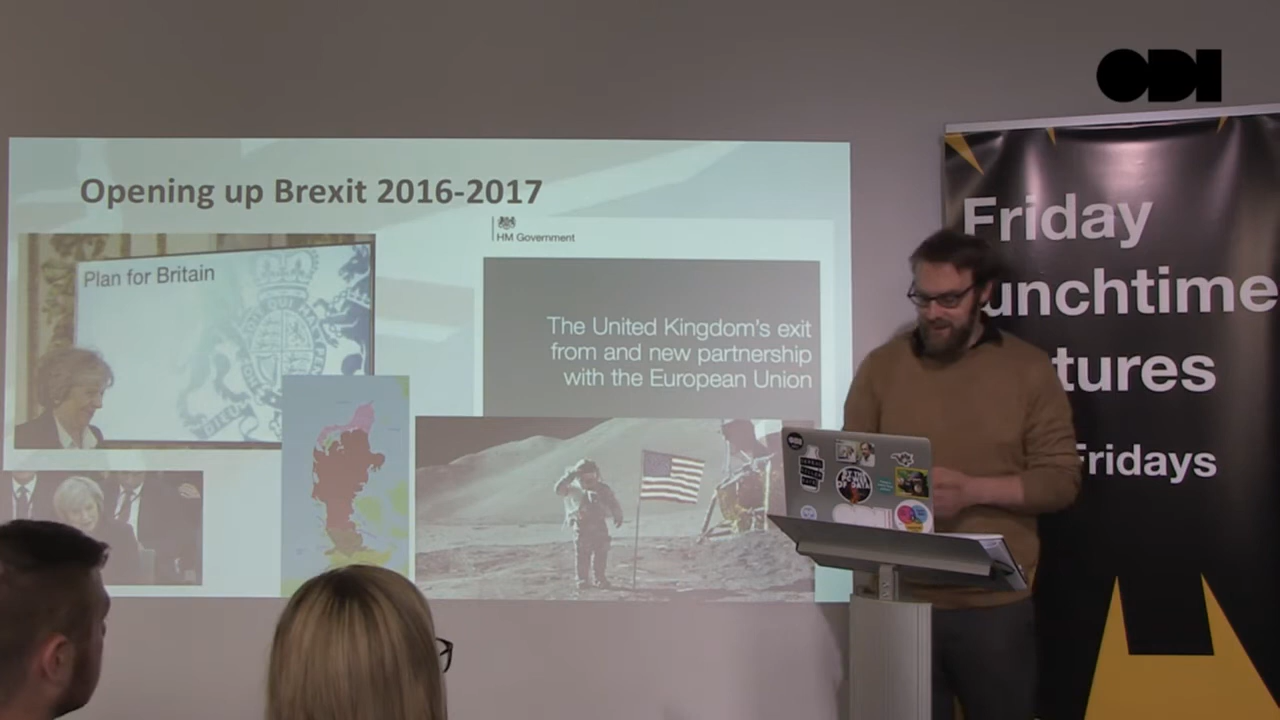 ODI
Opening up Brexit 2016-2017
HM Government
Plan for Britain
The United Kingdom's exit
from and new partnership
with the European Union
Friday
unchtime
tures
Fridays